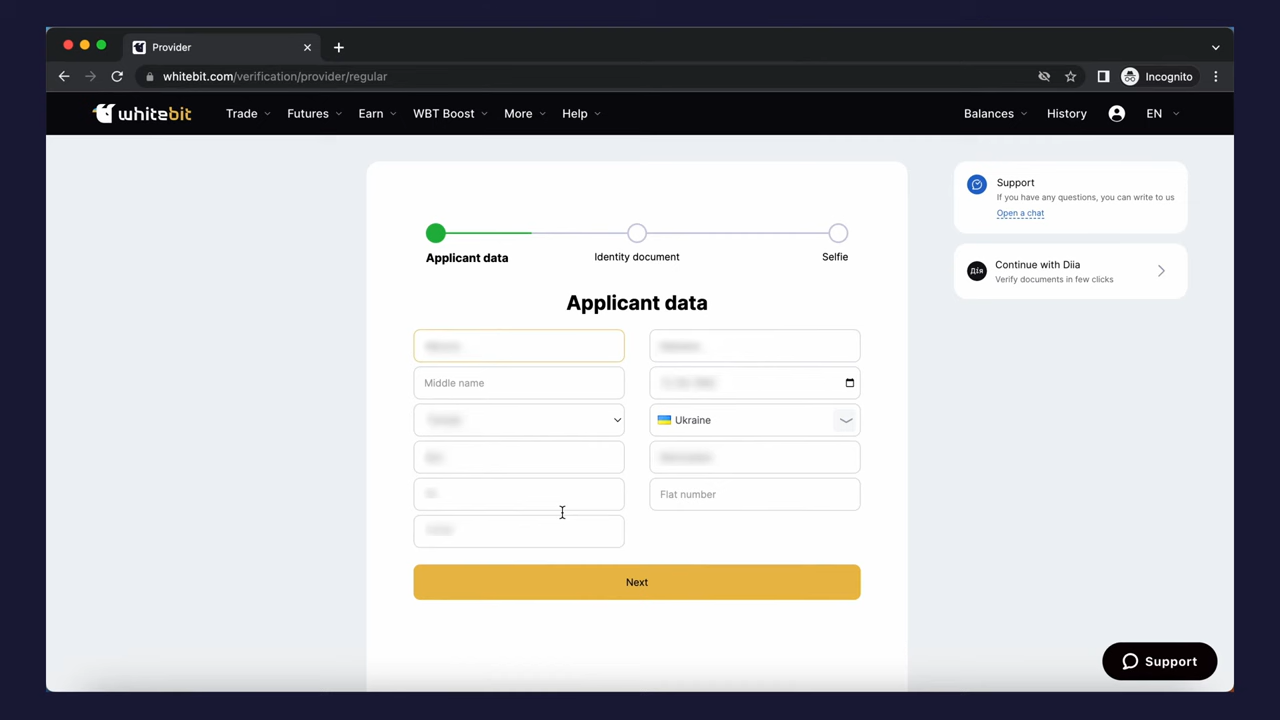 Provider
whitebit.com/verification/provider/regular
Incognito
whitebit
Trade
Futures
Earn
WBT Boost
More
Help
Balances
History
EN
Applicant data
Identity document
Selfie
Applicant data
Middle name
Ukraine
Flat number
Next
Support
If you have any questions, you can write to us
Open a chat
Дія
Continue with Diia
Verify documents in few clicks
Support